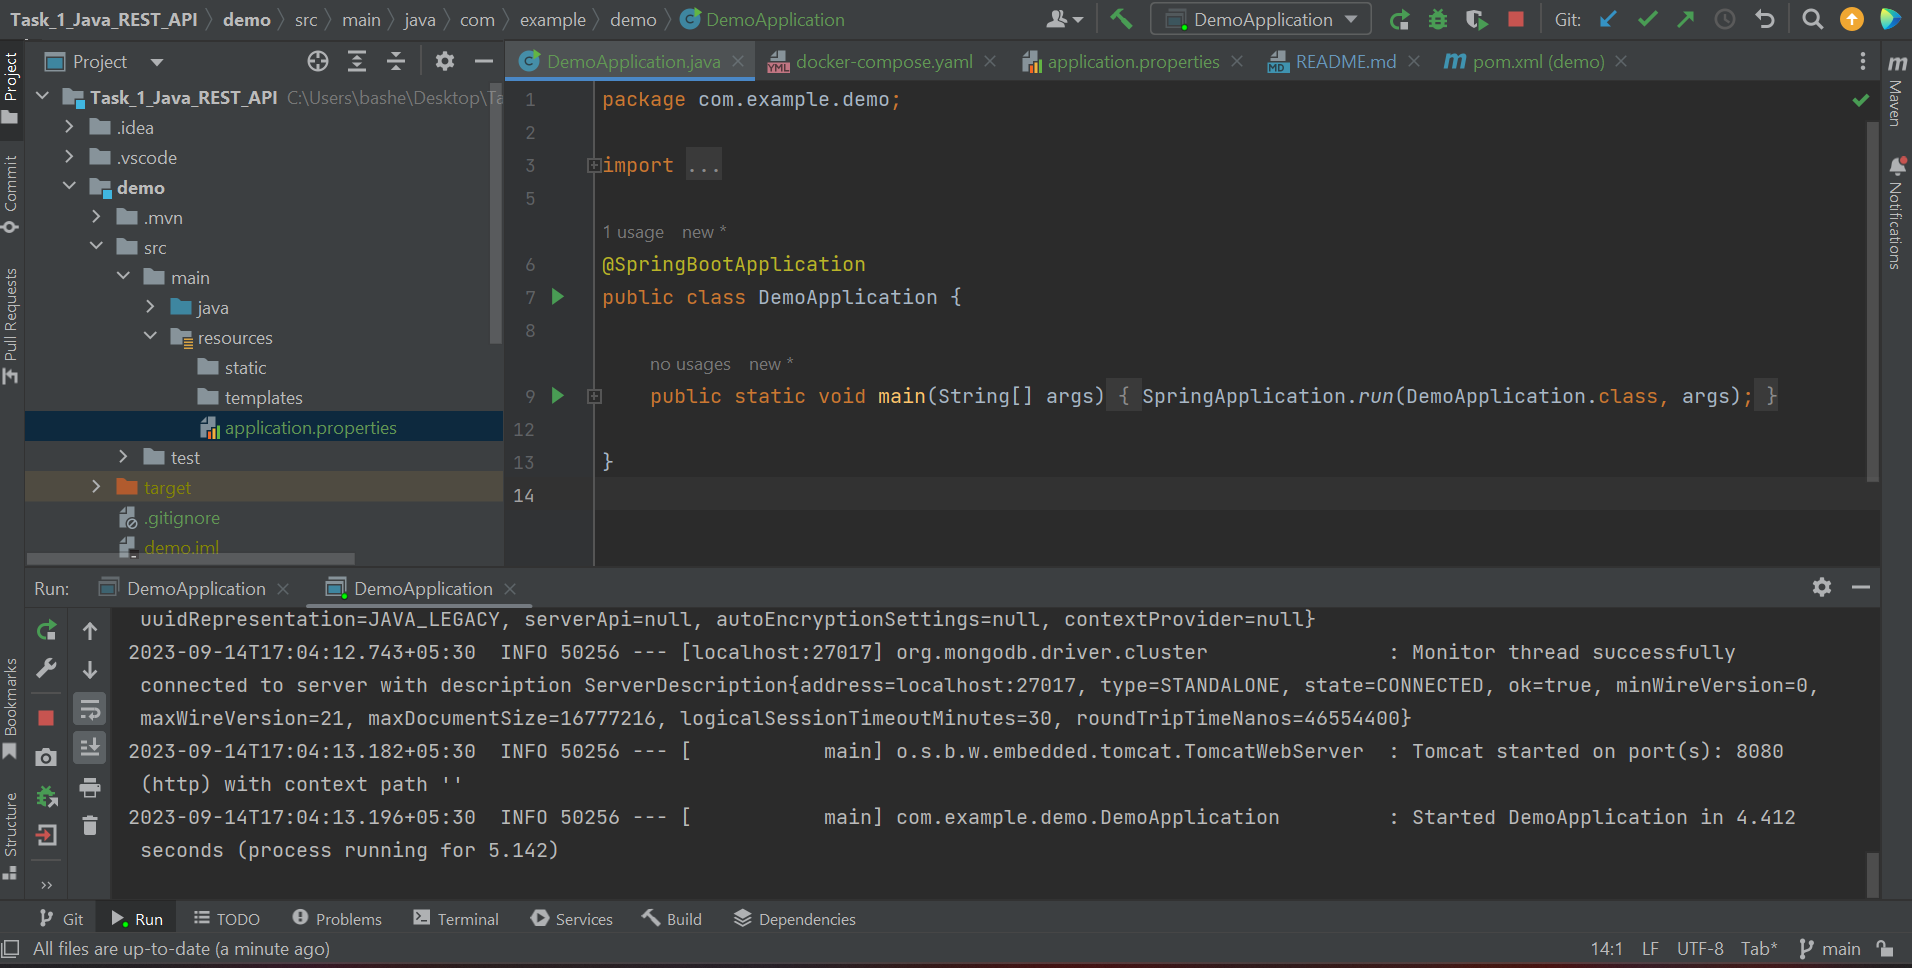 Task_1_Java_REST_API demo src main java com example demo DemoApplication
DemoApplication Git:
Project
DemoApplication.java docker-compose.yaml application.properties README.md pom.xml (demo)
Project
Commit
Pull Requests
Bookmarks
Structure
Task_1_Java_REST_API C:\Users\bashe\Desktop\Ta
.idea
.vscode
demo
.mvn
src
main
java
resources
static
templates
application.properties
test
target
.gitignore
demo.iml
1 package com.example.demo;
2
3 import ...
5
1 usage new *
6 @SpringBootApplication
7 public class DemoApplication {
8
no usages new *
9 public static void main(String[] args) { SpringApplication.run(DemoApplication.class, args); }
12
13 }
14
Maven
Notifications
Run: DemoApplication DemoApplication
uuidRepresentation=JAVA_LEGACY, serverApi=null, autoEncryptionSettings=null, contextProvider=null}
2023-09-14T17:04:12.743+05:30 INFO 50256 --- [localhost:27017] org.mongodb.driver.cluster : Monitor thread successfully
connected to server with description ServerDescription{address=localhost:27017, type=STANDALONE, state=CONNECTED, ok=true, minWireVersion=0,
maxWireVersion=21, maxDocumentSize=16777216, logicalSessionTimeoutMinutes=30, roundTripTimeNanos=46554400}
2023-09-14T17:04:13.182+05:30 INFO 50256 --- [ main] o.s.b.w.embedded.tomcat.TomcatWebServer : Tomcat started on port(s): 8080
(http) with context path ''
2023-09-14T17:04:13.196+05:30 INFO 50256 --- [ main] com.example.demo.DemoApplication : Started DemoApplication in 4.412
seconds (process running for 5.142)
Git Run TODO Problems Terminal Services Build Dependencies
All files are up-to-date (a minute ago) 14:1 LF UTF-8 Tab* main